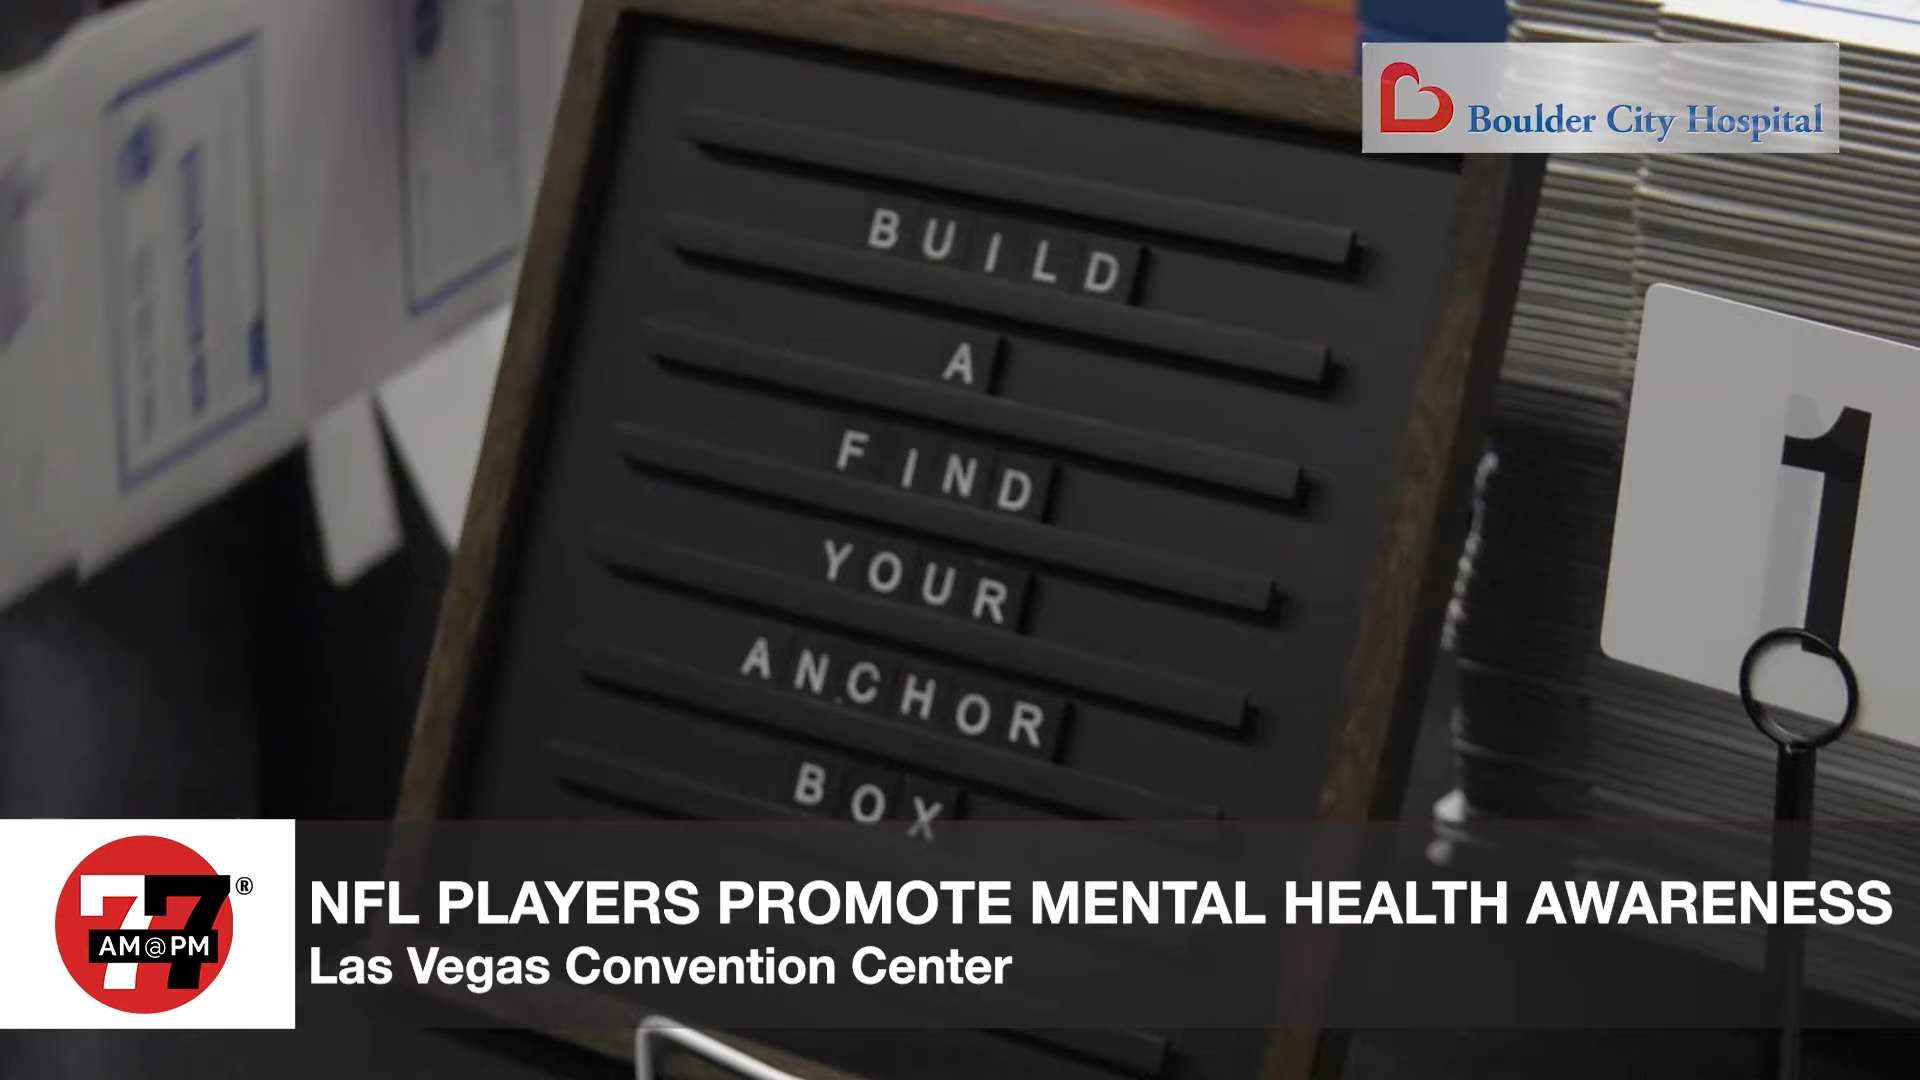 Boulder City Hospital
BUILD
A
FIND
YOUR
ANCHOR
BOX
1
77®
AM@PM
NFL PLAYERS PROMOTE MENTAL HEALTH AWARENESS
Las Vegas Convention Center